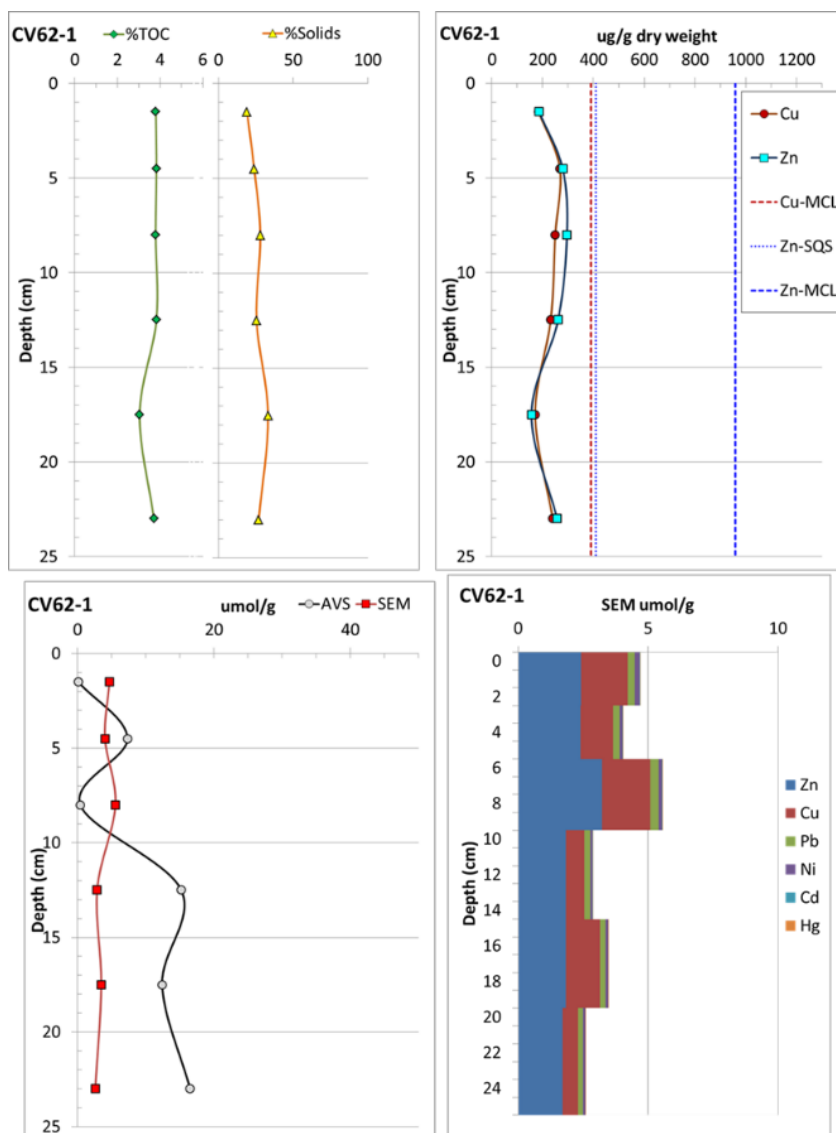 CV62-1 %TOC %Solids
0 2 4 6 0 50 100
0
5
10
15
20
25
Depth (cm)
CV62-1 ug/g dry weight
0 200 400 600 800 1000 1200
0
5
10
15
20
25
Depth (cm)
Cu
Zn
Cu-MCL
Zn-SQS
Zn-MCL
CV62-1 umol/g AVS SEM
0 20 40
0
5
10
15
20
25
Depth (cm)
CV62-1 SEM umol/g
0 5 10
0
2
4
6
8
10
12
14
16
18
20
22
24
Depth (cm)
Zn
Cu
Pb
Ni
Cd
Hg